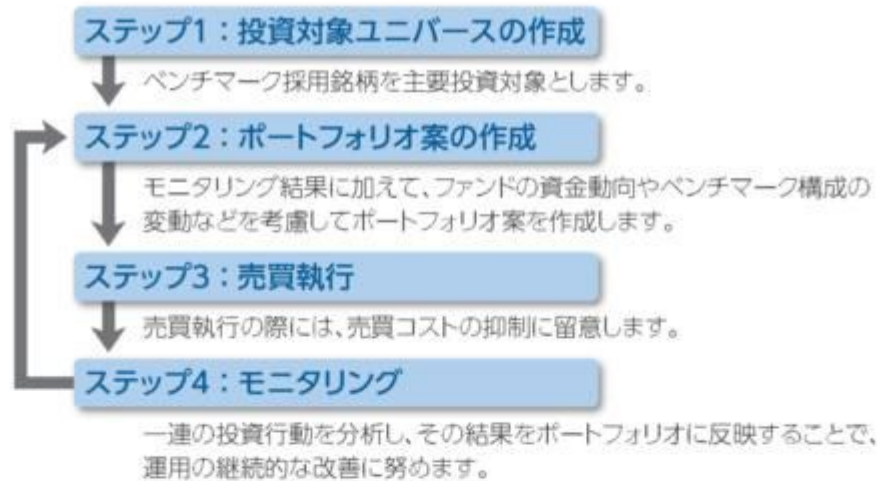 ステップ1：投資対象ユニバースの作成
ベンチマーク採用銘柄を主要投資対象とします。
ステップ2：ポートフォリオ案の作成
モニタリング結果に加えて、ファンドの資金動向やベンチマーク構成の
変動などを考慮してポートフォリオ案を作成します。
ステップ3：売買執行
売買執行の際には、売買コストの抑制に留意します。
ステップ4：モニタリング
一連の投資行動を分析し、その結果をポートフォリオに反映することで、
運用の継続的な改善に努めます。